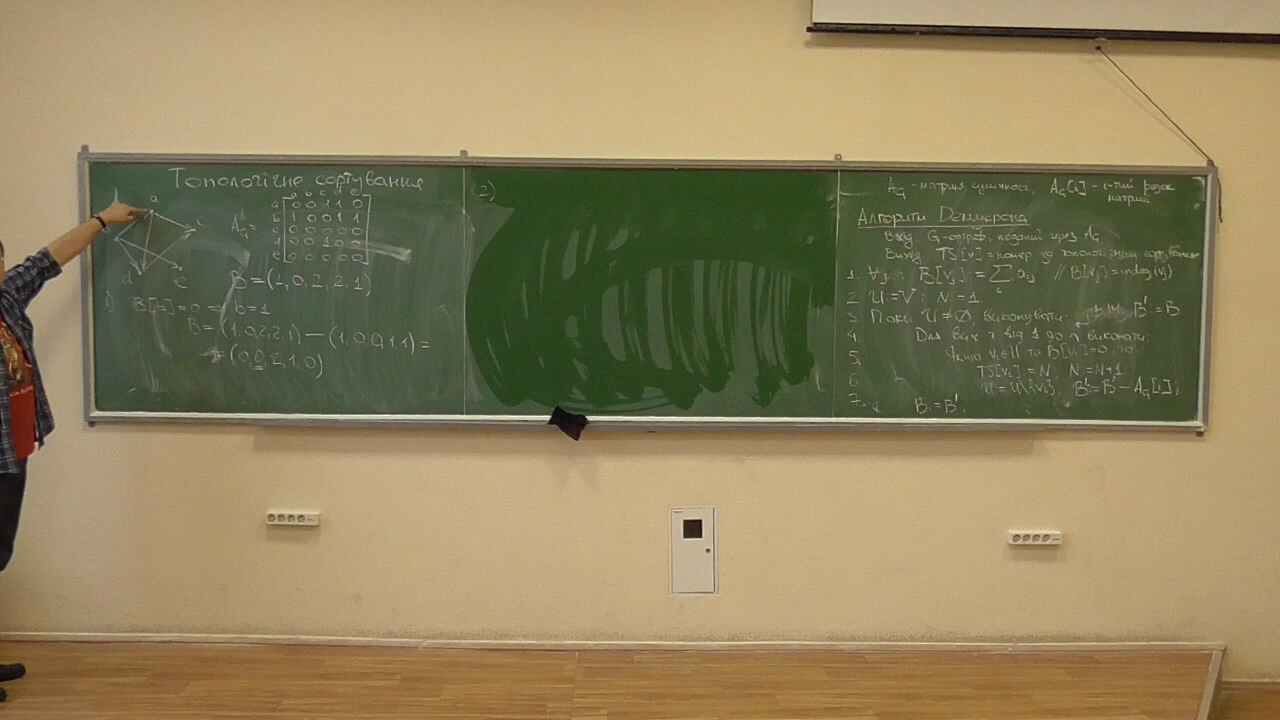 Топологічне сортування
a b c d e
a 0 0 1 1 0
b 1 0 0 1 1
c 0 0 0 0 0
d 0 0 1 0 0
e 0 0 0 0 0
A_G =
a
c
d
e
B = (1, 0, 2, 2, 1)
1) B[b] = 0 b = 1
B = (1,0,2,2,1) — (1,0,0,1,1) =
= (0,0,2,1,0)
2)
A_G - матриця суміжності, A_G[i] - i-тий рядок
матриці
Алгоритм Демукрона
Вхід: G-орграф, поданий через A_G
Вихід: TS[v] = номер у топологічному сортуванні
1. ∀j: B[v_j] = Σ a_ij // B[v_j] = indeg(v_j)
2. U = V; N = 1
3. Поки U ≠ ∅, виконувати: B' = B
4. Для всіх i від 1 до n виконати:
5. Якщо v_i ∈ U та B[v_i] = 0, то:
6. TS[v_i] = N, N = N+1
U = U \ {v_i}, B' = B' - A_G[i];
7. B = B';